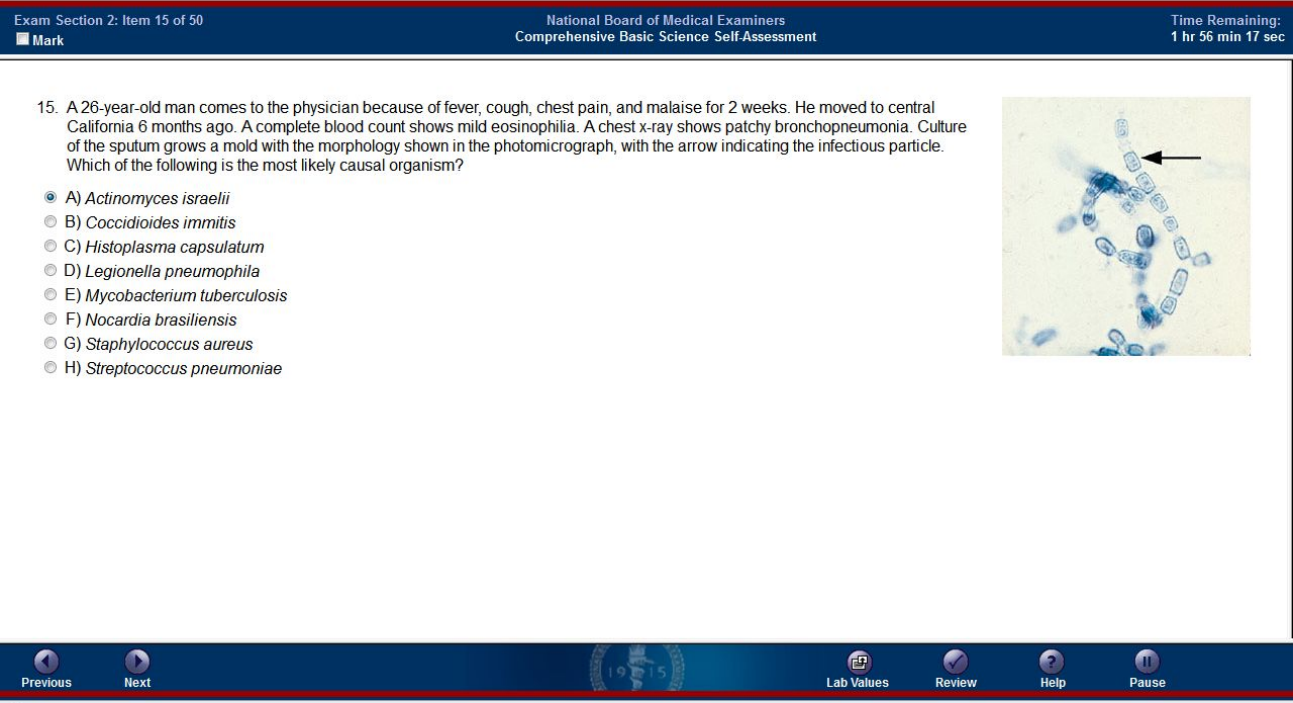 Exam Section 2: Item 15 of 50
Mark
National Board of Medical Examiners
Comprehensive Basic Science Self-Assessment
Time Remaining:
1 hr 56 min 17 sec
15. A 26-year-old man comes to the physician because of fever, cough, chest pain, and malaise for 2 weeks. He moved to central
California 6 months ago. A complete blood count shows mild eosinophilia. A chest x-ray shows patchy bronchopneumonia. Culture
of the sputum grows a mold with the morphology shown in the photomicrograph, with the arrow indicating the infectious particle.
Which of the following is the most likely causal organism?
A) Actinomyces israelii
B) Coccidioides immitis
C) Histoplasma capsulatum
D) Legionella pneumophila
E) Mycobacterium tuberculosis
F) Nocardia brasiliensis
G) Staphylococcus aureus
H) Streptococcus pneumoniae
Previous
Next
1915
Lab Values
Review
Help
Pause